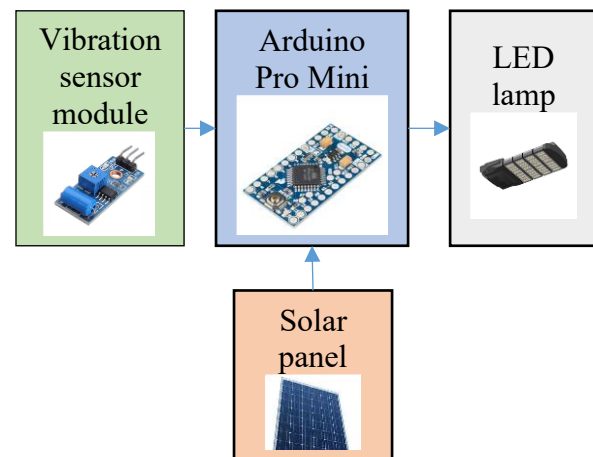 Vibration
sensor
module
Arduino
Pro Mini
LED
lamp
Solar
panel